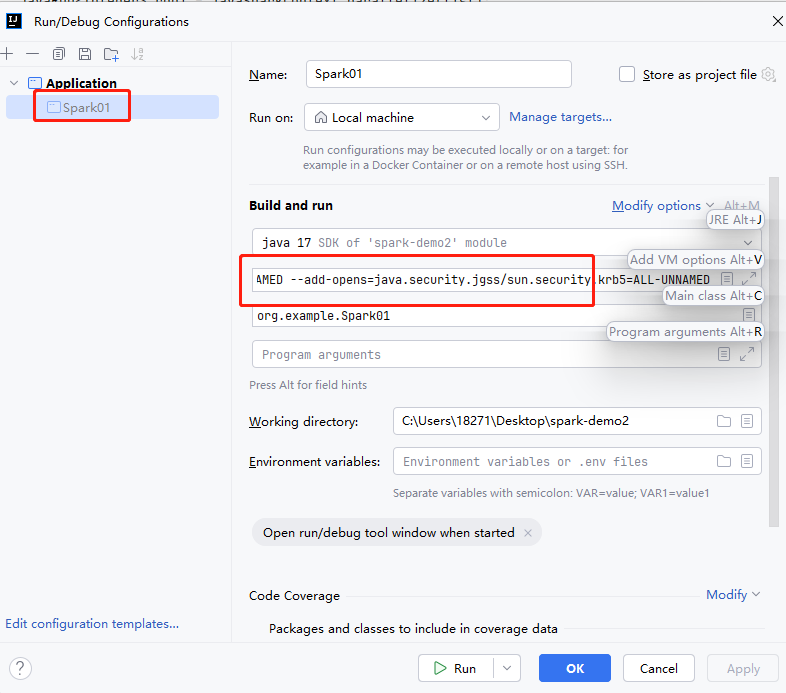 Run/Debug Configurations
Application
Spark01
Name:
Spark01
Store as project file
Run on:
Local machine
Manage targets...
Run configurations may be executed locally or on a target: for
example in a Docker Container or on a remote host using SSH.
Build and run
Modify options
Alt+M
JRE Alt+J
java 17 SDK of 'spark-demo2' module
Add VM options Alt+V
AMED --add-opens=java.security.jgss/sun.security.krb5=ALL-UNNAMED
Main class Alt+C
org.example.Spark01
Program arguments Alt+R
Program arguments
Press Alt for field hints
Working directory:
C:\Users\18271\Desktop\spark-demo2
Environment variables:
Environment variables or .env files
Separate variables with semicolon: VAR=value; VAR1=value1
Open run/debug tool window when started
Code Coverage
Modify
Packages and classes to include in coverage data
Edit configuration templates...
?
Run
OK
Cancel
Apply